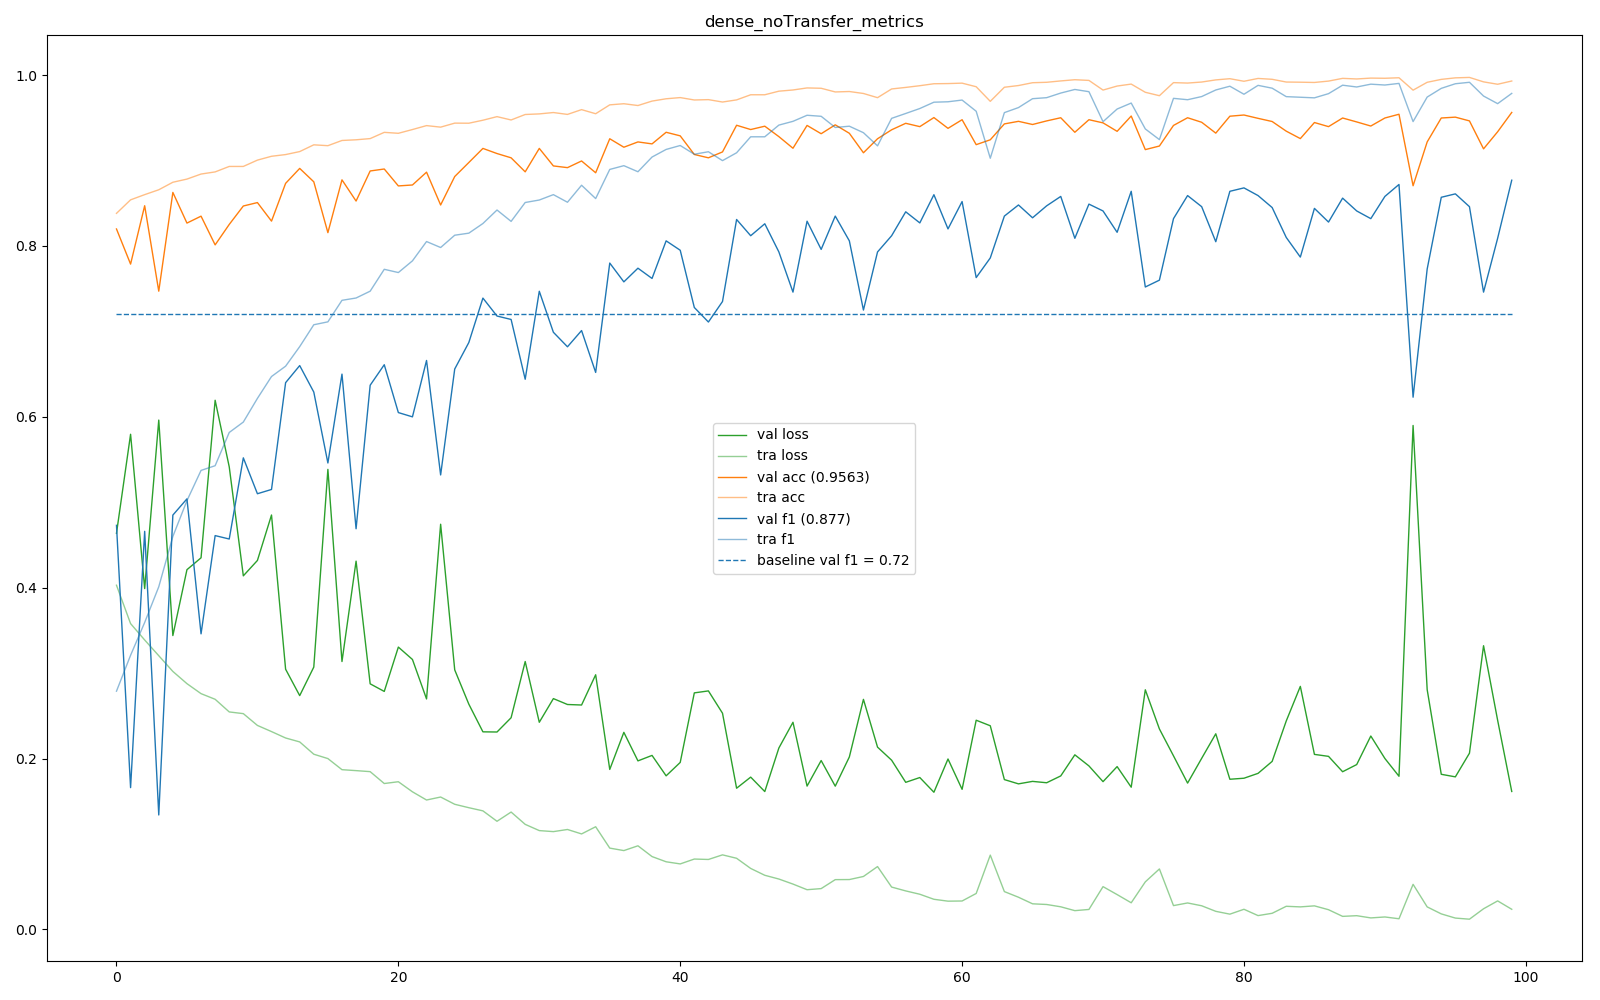 dense_noTransfer_metrics
1.0
0.8
0.6
0.4
0.2
0.0
val loss
tra loss
val acc (0.9563)
tra acc
val f1 (0.877)
tra f1
baseline val f1 = 0.72
0 20 40 60 80 100